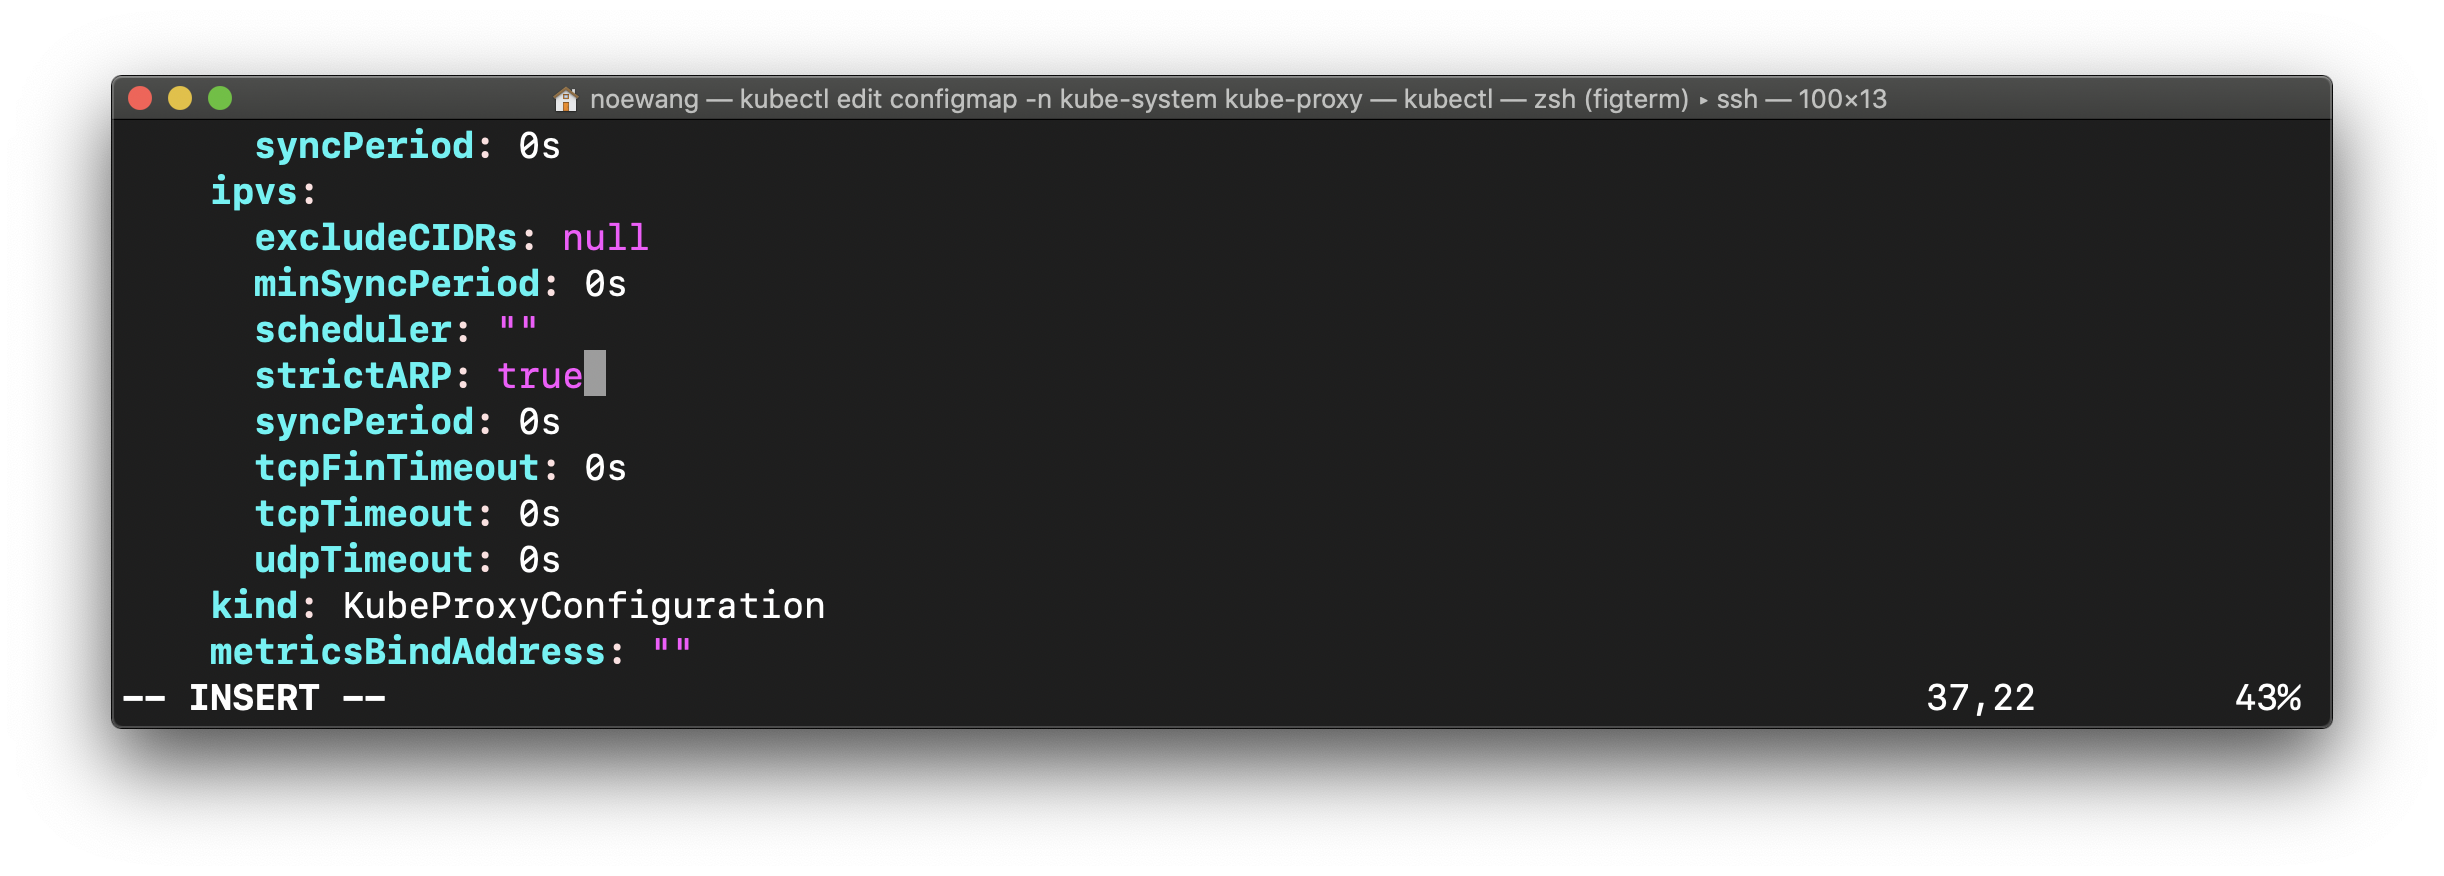 noewang — kubectl edit configmap -n kube-system kube-proxy — kubectl — zsh (figterm) ▸ ssh — 100×13
syncPeriod: 0s
ipvs:
excludeCIDRs: null
minSyncPeriod: 0s
scheduler: ""
strictARP: true
syncPeriod: 0s
tcpFinTimeout: 0s
tcpTimeout: 0s
udpTimeout: 0s
kind: KubeProxyConfiguration
metricsBindAddress: ""
-- INSERT -- 37,22 43%